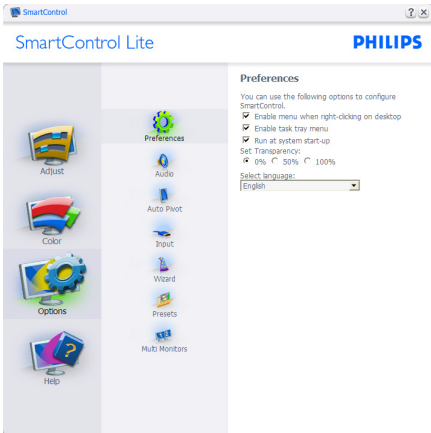 SmartControl
SmartControl Lite
PHILIPS
Adjust
Color
Options
Help
Preferences
Audio
Auto Pivot
Input
Wizard
Presets
Multi Monitors
Preferences
You can use the following options to configure
SmartControl.
Enable menu when right-clicking on desktop
Enable task tray menu
Run at system start-up
Set Transparency:
0% 50% 100%
Select language:
English